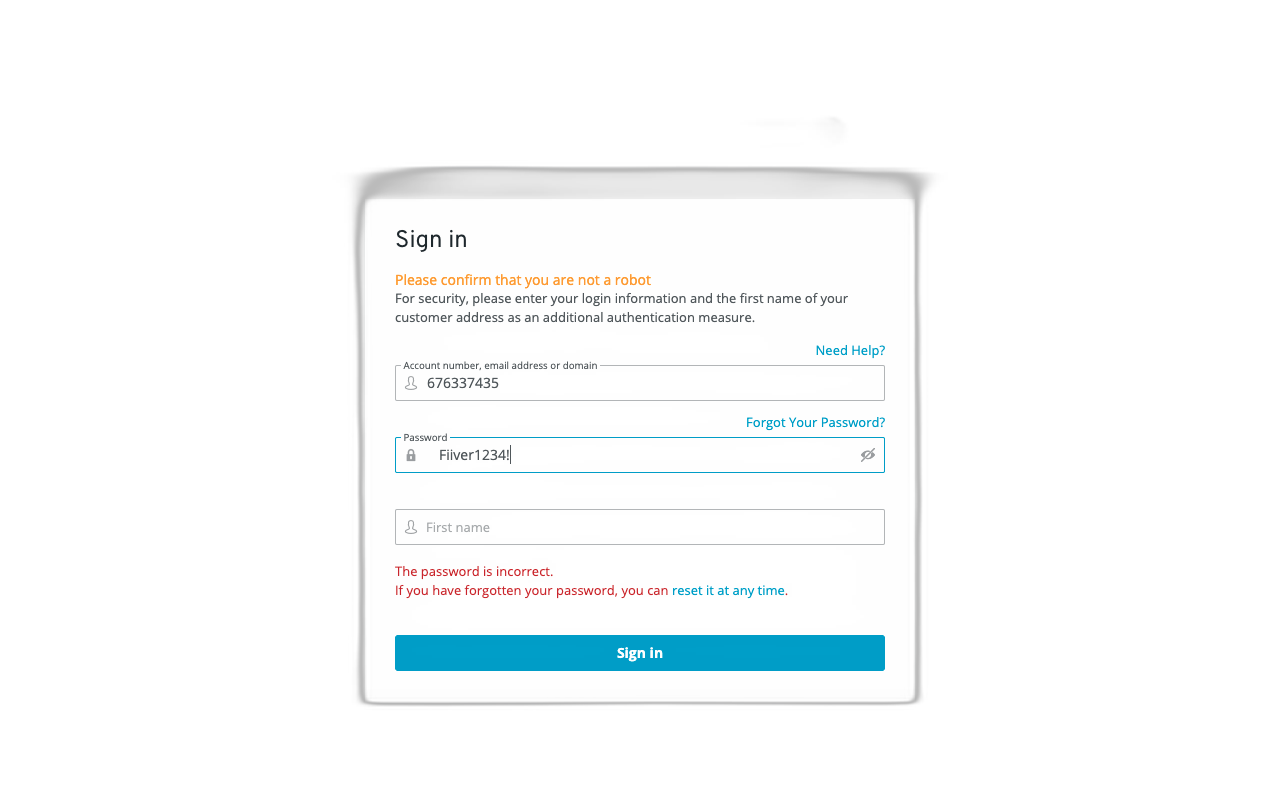 Sign in
Please confirm that you are not a robot
For security, please enter your login information and the first name of your
customer address as an additional authentication measure.
Need Help?
Account number, email address or domain
676337435
Forgot Your Password?
Password
Fiiver1234!
First name
The password is incorrect.
If you have forgotten your password, you can reset it at any time.
Sign in